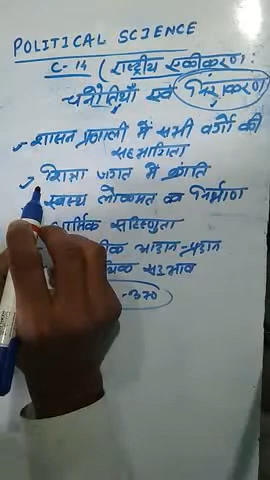 POLITICAL SCIENCE
C-14 ( राष्ट्रीय एकीकरण :
चुनौतियाँ एवं निराकरण )
शासन प्रणाली में सभी वर्गों की
सहभागिता
शिक्षा जगत में क्रांति
स्वस्थ लोकमत का निर्माण
सहिष्णुता
आदान-प्रदान
सद्भाव
-370